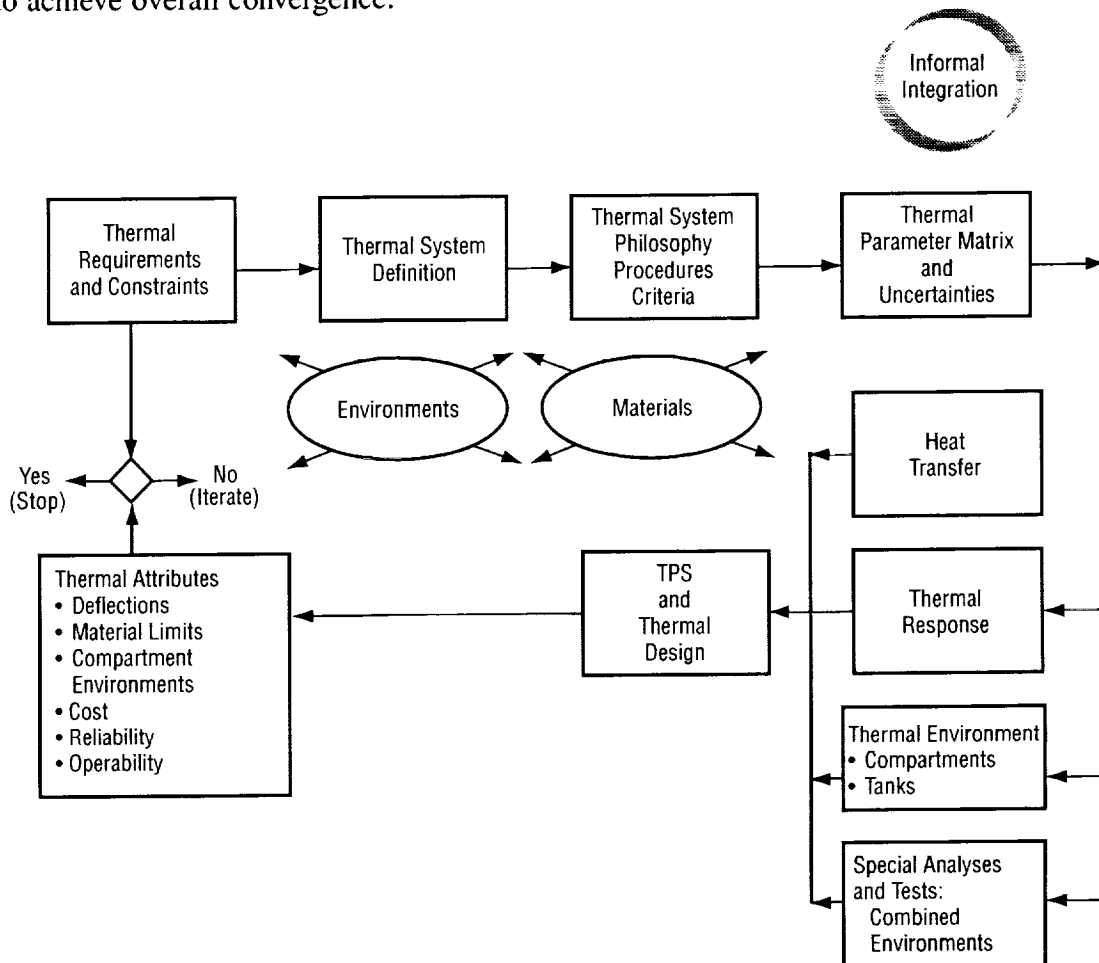 to achieve overall convergence.
Informal
Integration
Thermal
Requirements
and Constraints
Thermal System
Definition
Thermal System
Philosophy
Procedures
Criteria
Thermal
Parameter Matrix
and
Uncertainties
Environments
Materials
Heat
Transfer
Yes
(Stop)
No
(Iterate)
Thermal Attributes
• Deflections
• Material Limits
• Compartment
Environments
• Cost
• Reliability
• Operability
TPS
and
Thermal
Design
Thermal
Response
Thermal Environment
• Compartments
• Tanks
Special Analyses
and Tests:
Combined
Environments